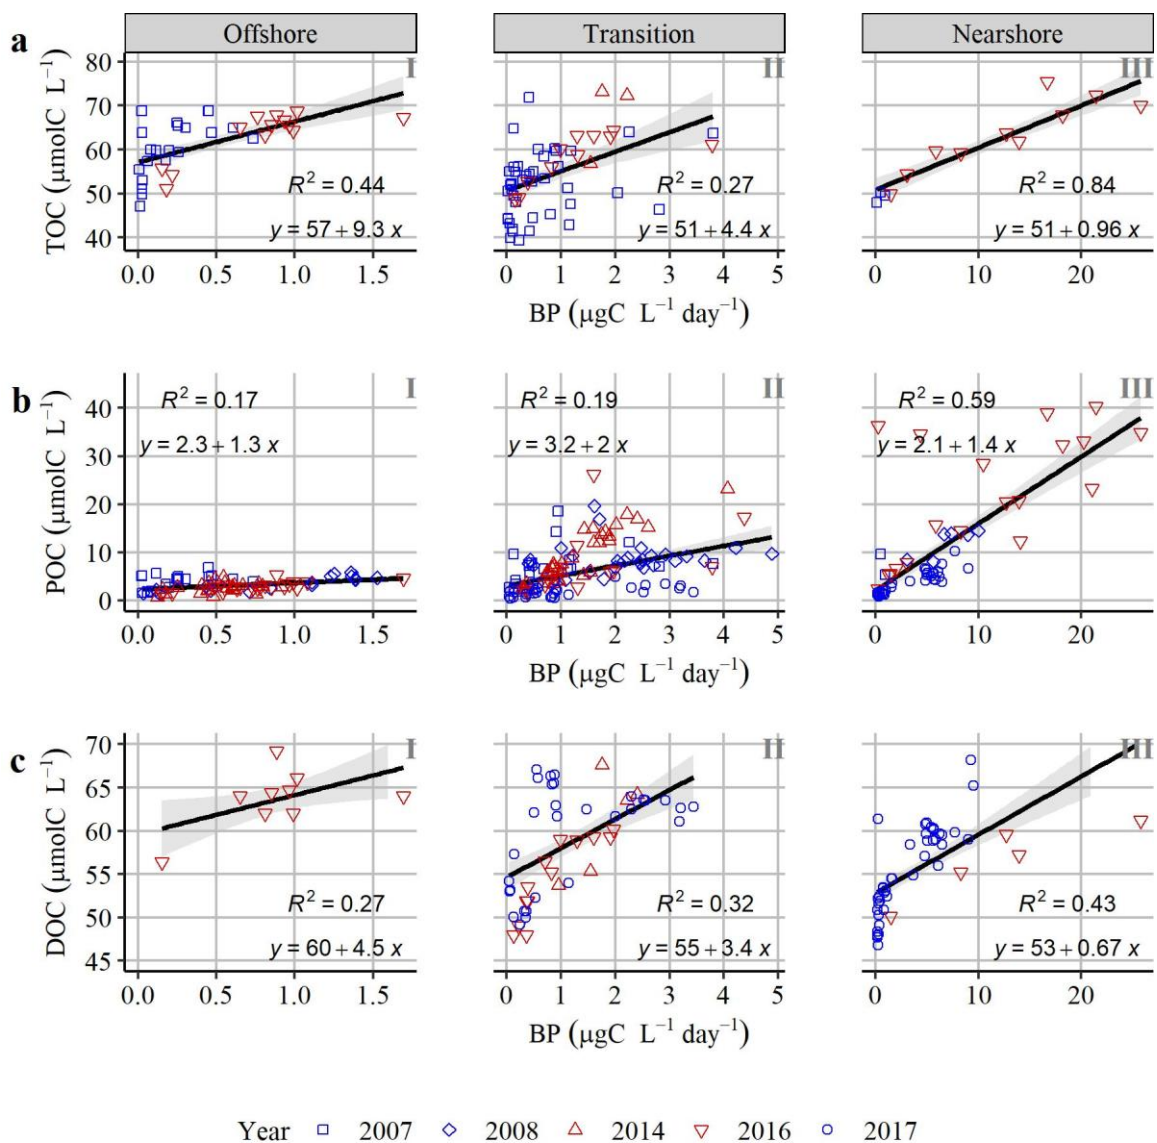 a Offshore Transition Nearshore
I II III
TOC (μmolC L⁻¹)
80
70
60
50
40
R² = 0.44
y = 57 + 9.3 x
R² = 0.27
y = 51 + 4.4 x
R² = 0.84
y = 51 + 0.96 x
0.0 0.5 1.0 1.5 0 1 2 3 4 5 0 10 20
BP (μgC L⁻¹ day⁻¹)
b
I II III
POC (μmolC L⁻¹)
40
30
20
10
0
R² = 0.17
y = 2.3 + 1.3 x
R² = 0.19
y = 3.2 + 2 x
R² = 0.59
y = 2.1 + 1.4 x
0.0 0.5 1.0 1.5 0 1 2 3 4 5 0 10 20
BP (μgC L⁻¹ day⁻¹)
c
I II III
DOC (μmolC L⁻¹)
70
65
60
55
50
45
R² = 0.27
y = 60 + 4.5 x
R² = 0.32
y = 55 + 3.4 x
R² = 0.43
y = 53 + 0.67 x
0.0 0.5 1.0 1.5 0 1 2 3 4 5 0 10 20
BP (μgC L⁻¹ day⁻¹)
Year 2007 2008 2014 2016 2017